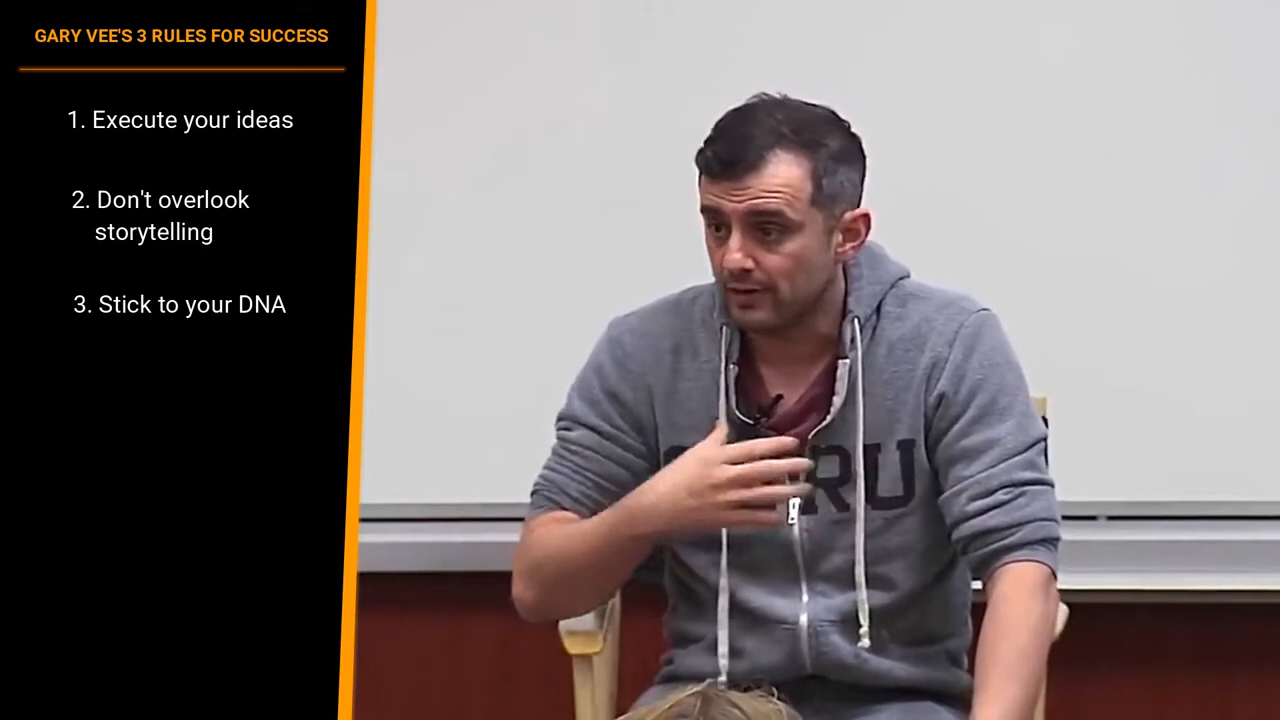 GARY VEE'S 3 RULES FOR SUCCESS
1. Execute your ideas
2. Don't overlook
storytelling
3. Stick to your DNA